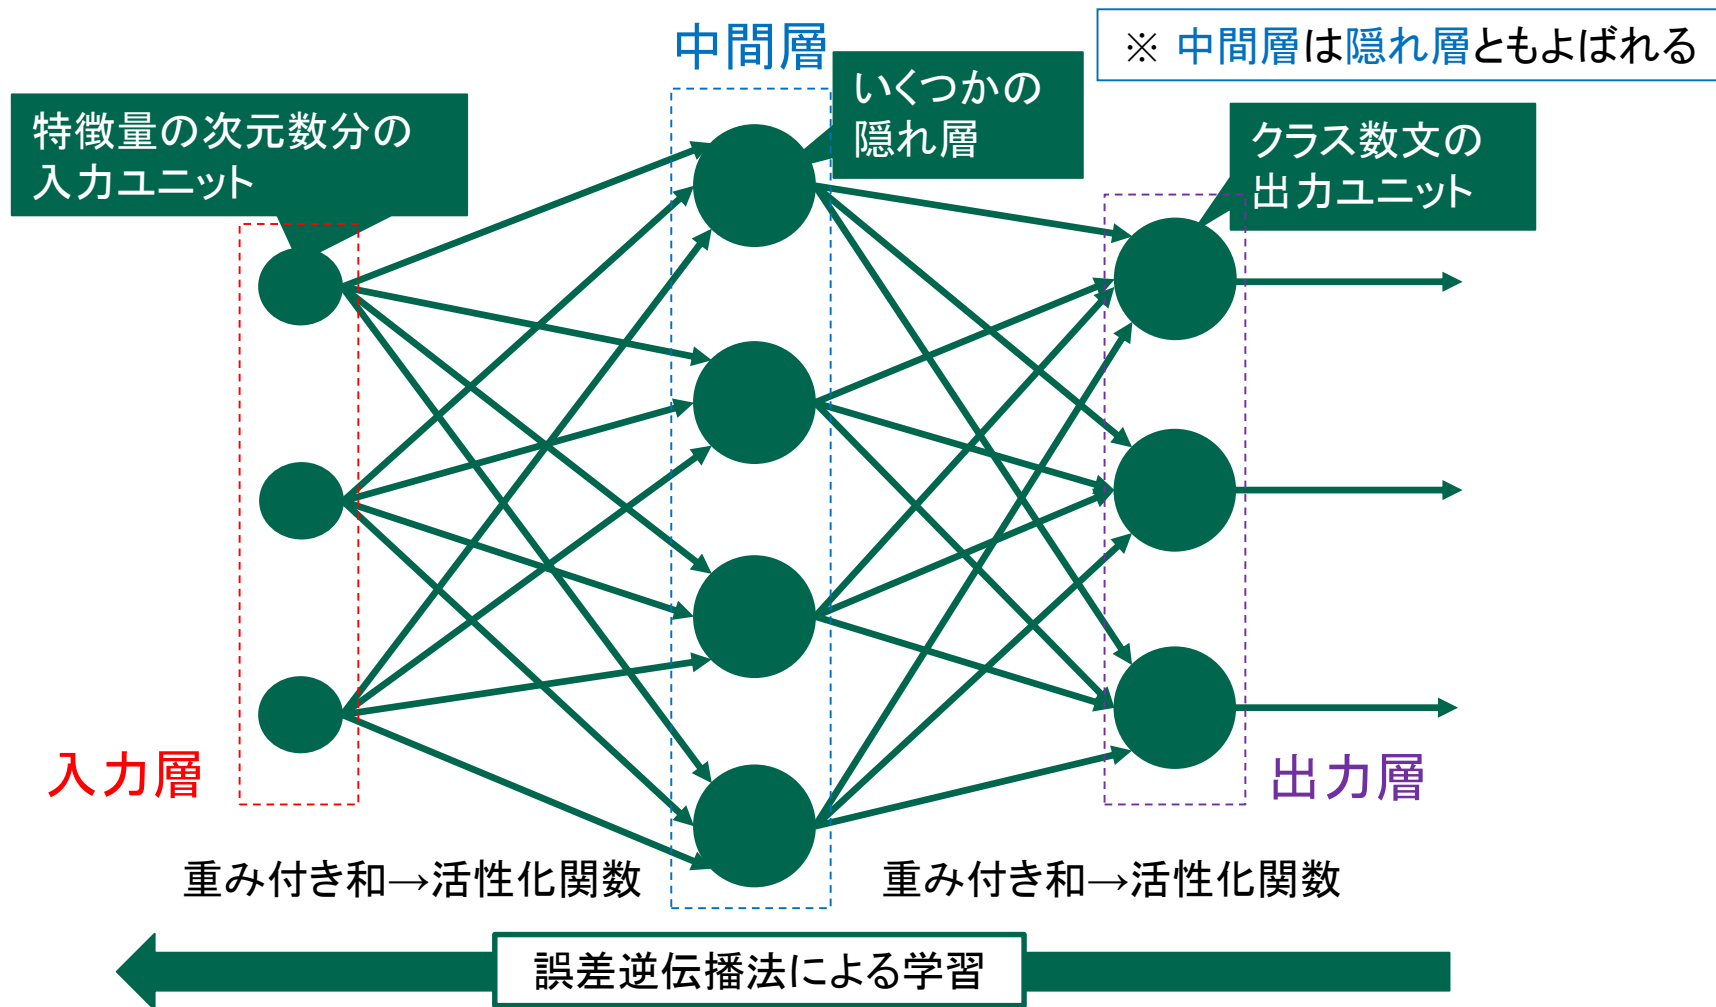 中間層
※ 中間層は隠れ層ともよばれる
特徴量の次元数分の
入力ユニット
いくつかの
隠れ層
クラス数文の
出力ユニット
入力層
出力層
重み付き和→活性化関数
重み付き和→活性化関数
誤差逆伝播法による学習